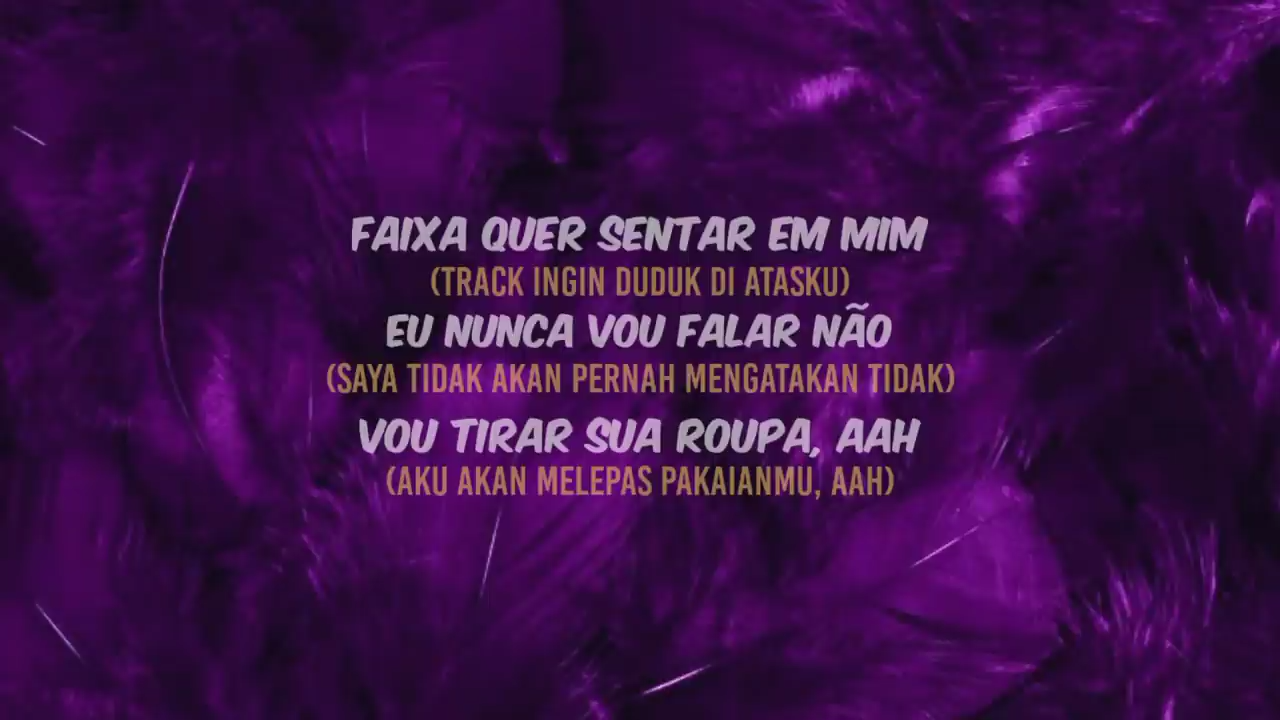 FAIXA QUER SENTAR EM MIM
(TRACK INGIN DUDUK DI ATASKU)
EU NUNCA VOU FALAR NÃO
(SAYA TIDAK AKAN PERNAH MENGATAKAN TIDAK)
VOU TIRAR SUA ROUPA, AAH
(AKU AKAN MELEPAS PAKAIANMU, AAH)